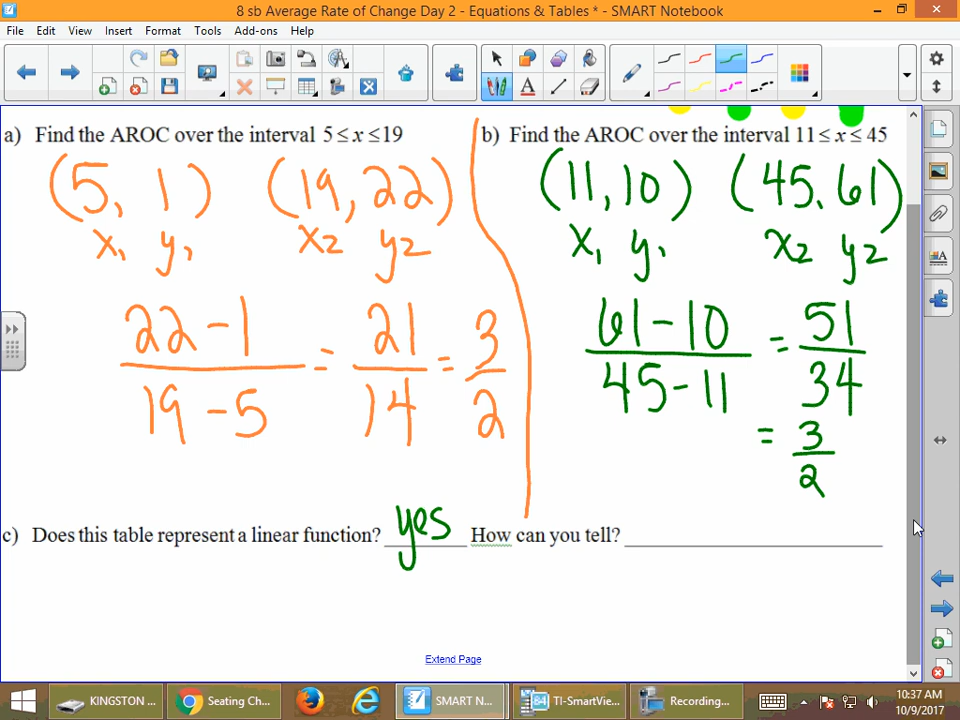 8 sb Average Rate of Change Day 2 - Equations & Tables * - SMART Notebook
File Edit View Insert Format Tools Add-ons Help
a) Find the AROC over the interval 5 ≤ x ≤ 19
(5, 1) (19, 22)
x₁ y₁ x₂ y₂
22 - 1 / 19 - 5 = 21 / 14 = 3 / 2
b) Find the AROC over the interval 11 ≤ x ≤ 45
(11, 10) (45, 61)
x₁ y₁ x₂ y₂
61 - 10 / 45 - 11 = 51 / 34
= 3 / 2
c) Does this table represent a linear function? yes How can you tell?
Extend Page
KINGSTON ... Seating Ch... SMART N... TI-SmartVie... Recording...
10:37 AM
10/9/2017